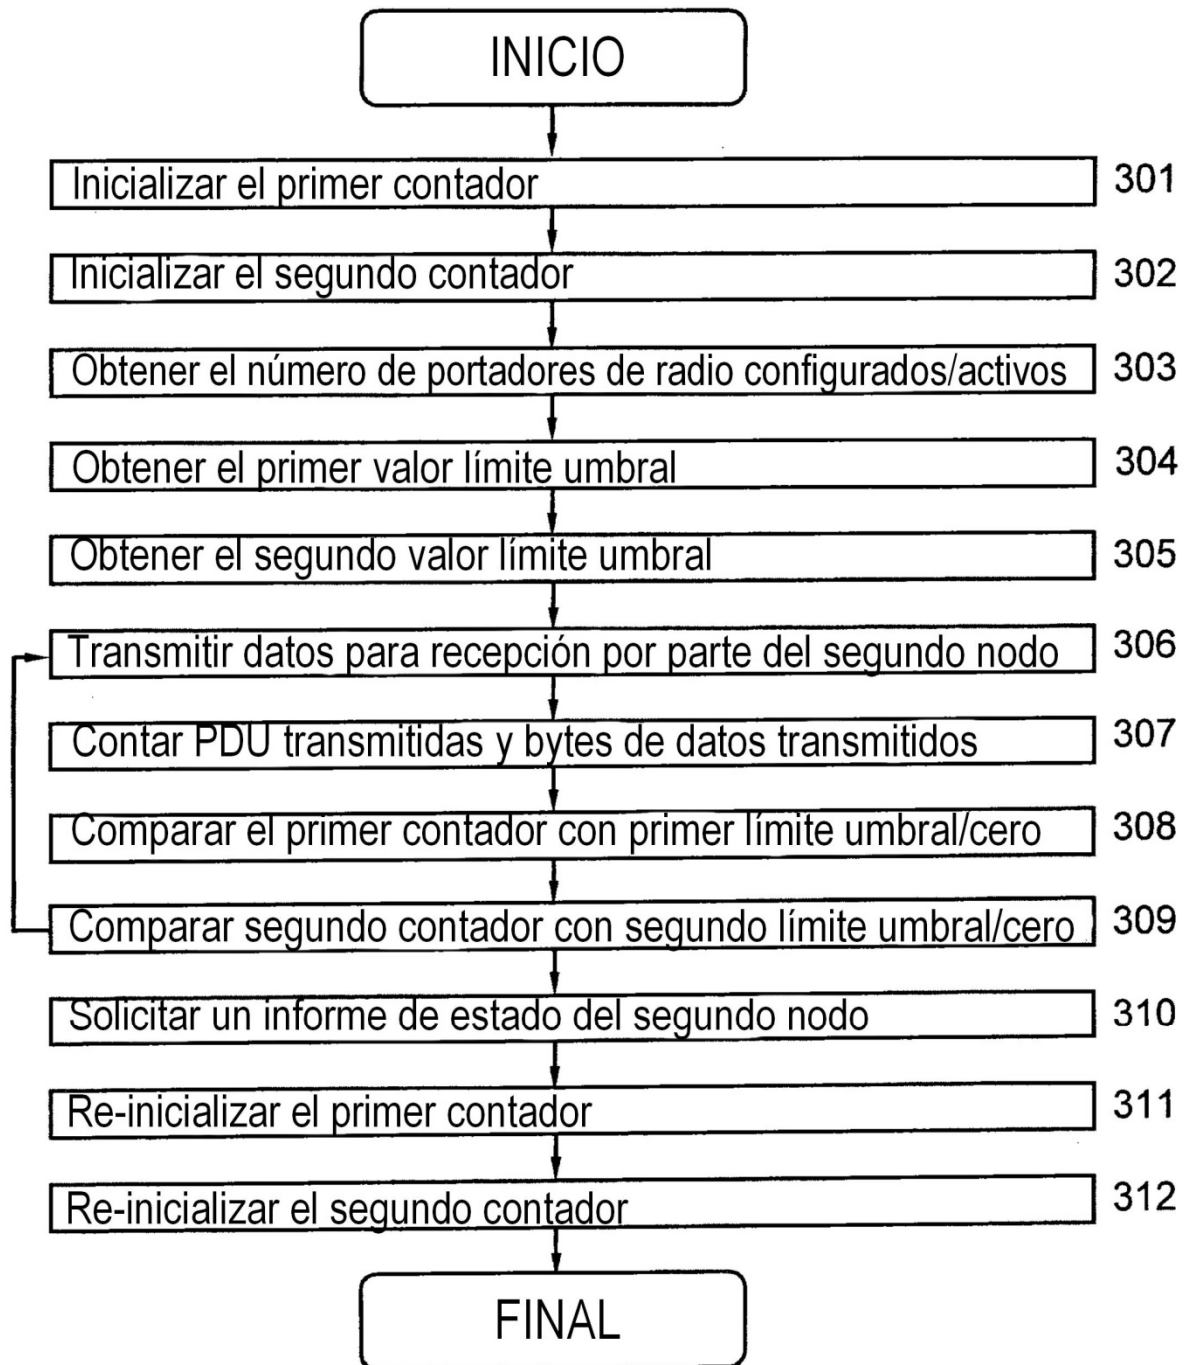 INICIO
Inicializar el primer contador 301
Inicializar el segundo contador 302
Obtener el número de portadores de radio configurados/activos 303
Obtener el primer valor límite umbral 304
Obtener el segundo valor límite umbral 305
Transmitir datos para recepción por parte del segundo nodo 306
Contar PDU transmitidas y bytes de datos transmitidos 307
Comparar el primer contador con primer límite umbral/cero 308
Comparar segundo contador con segundo límite umbral/cero 309
Solicitar un informe de estado del segundo nodo 310
Re-inicializar el primer contador 311
Re-inicializar el segundo contador 312
FINAL